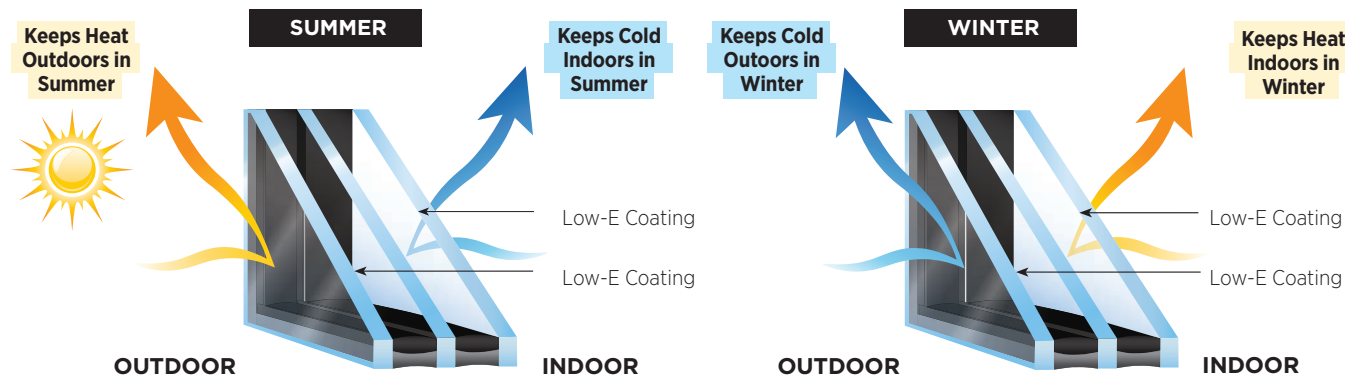 SUMMER
Keeps Heat
Outdoors in
Summer
Keeps Cold
Indoors in
Summer
Low-E Coating
Low-E Coating
OUTDOOR
INDOOR
WINTER
Keeps Cold
Outoors in
Winter
Keeps Heat
Indoors in
Winter
Low-E Coating
Low-E Coating
OUTDOOR
INDOOR